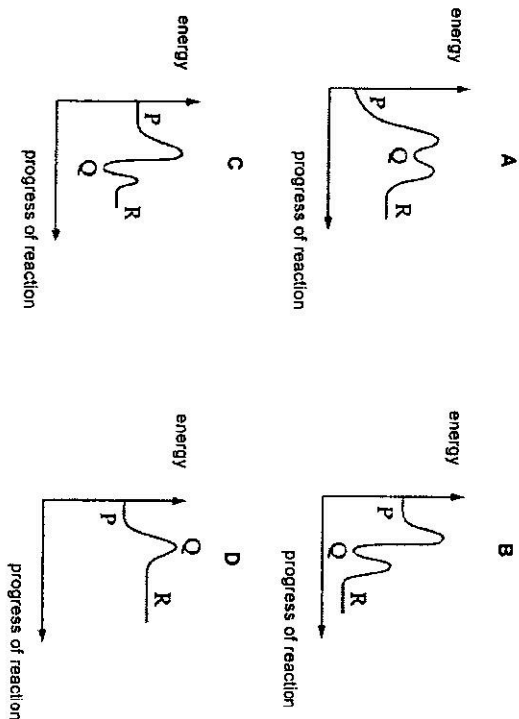 A
energy
P
Q
R
progress of reaction
B
energy
P
Q
R
progress of reaction
C
energy
P
Q
R
progress of reaction
D
energy
P
Q
R
progress of reaction